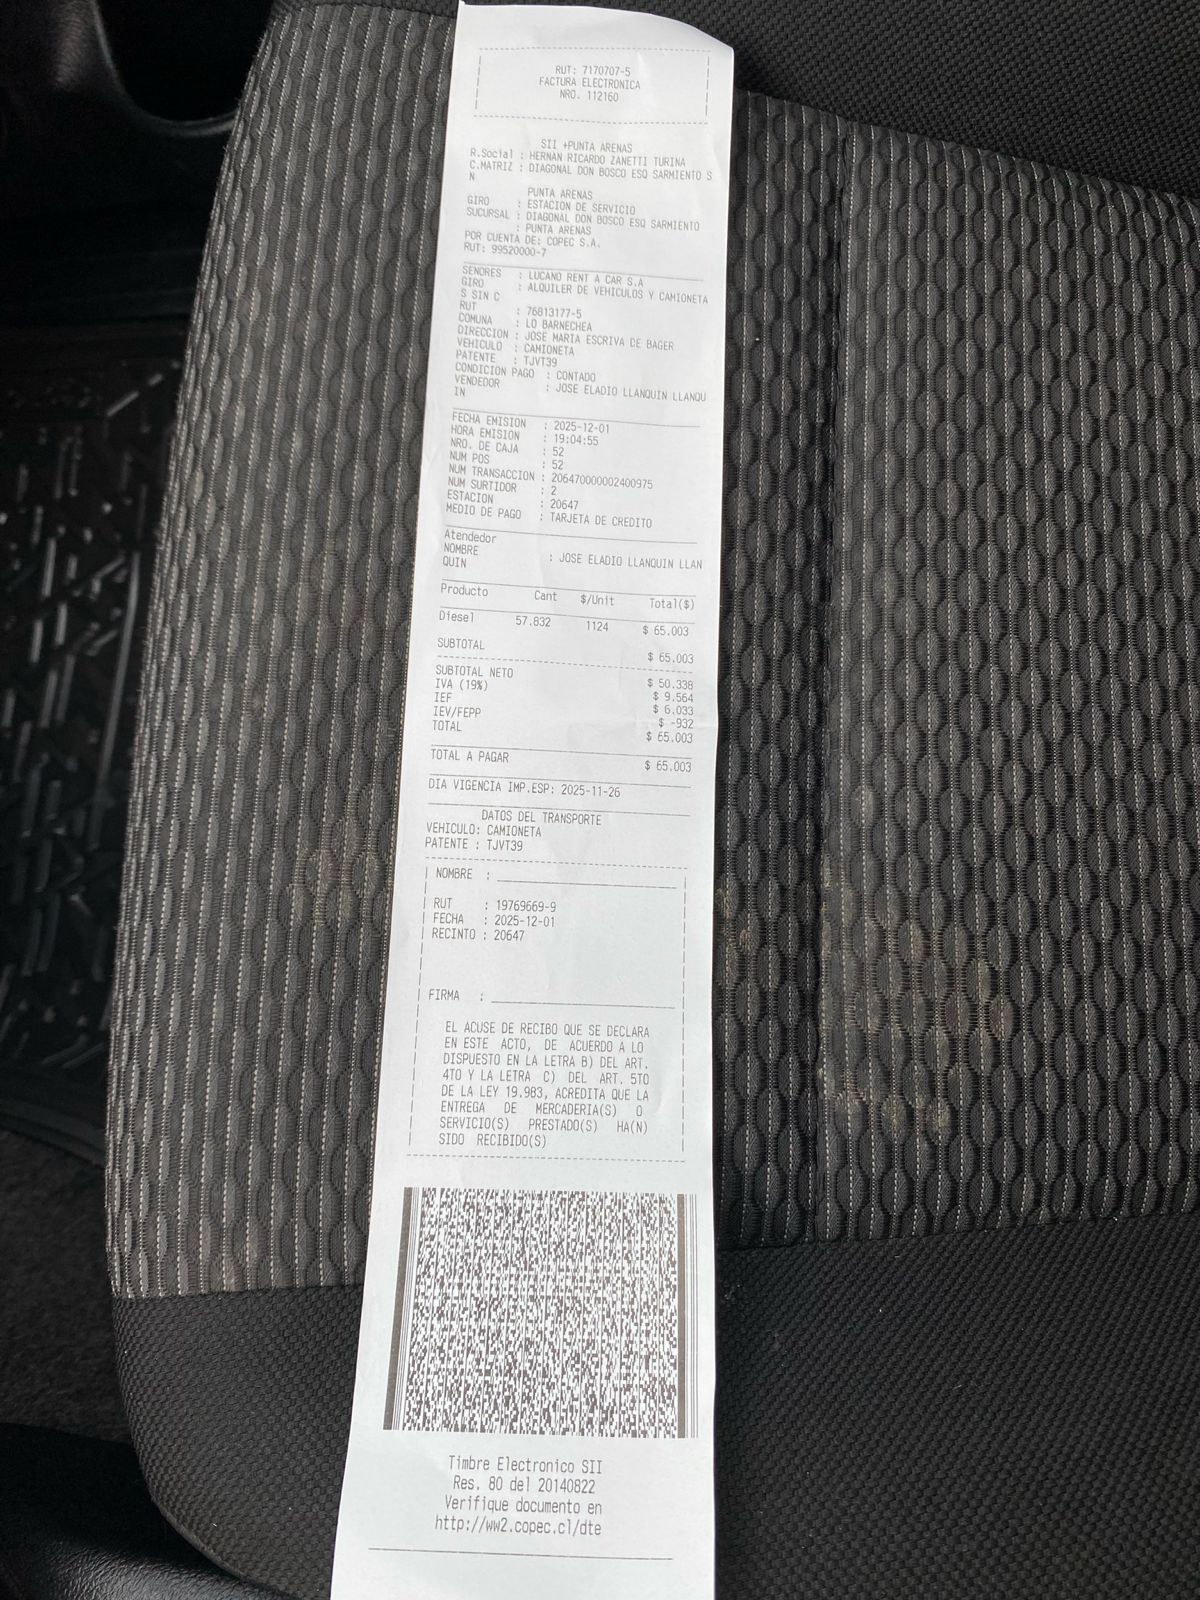 RUT: 7170707-5
FACTURA ELECTRONICA
NRO. 112160
SII +PUNTA ARENAS
R.Social : HERNAN RICARDO ZANETTI TURINA
C.MATRIZ : DIAGONAL DON BOSCO ESQ SARMIENTO S
N
PUNTA ARENAS
GIRO : ESTACION DE SERVICIO
SUCURSAL : DIAGONAL DON BOSCO ESQ SARMIENTO
: PUNTA ARENAS
POR CUENTA DE: COPEC S.A.
RUT: 99520000-7
SENORES : LUCANO RENT A CAR S.A
GIRO : ALQUILER DE VEHICULOS Y CAMIONETA
S SIN C
RUT : 76813177-5
COMUNA : LO BARNECHEA
DIRECCION : JOSE MARIA ESCRIVA DE BAGER
VEHICULO : CAMIONETA
PATENTE : TJVT39
CONDICION PAGO : CONTADO
VENDEDOR : JOSE ELADIO LLANQUIN LLANQU
IN
FECHA EMISION : 2025-12-01
HORA EMISION : 19:04:55
NRO. DE CAJA : 52
NUM POS : 52
NUM TRANSACCION : 206470000002400975
NUM SURTIDOR : 2
ESTACION : 20647
MEDIO DE PAGO : TARJETA DE CREDITO
Atendedor
NOMBRE : JOSE ELADIO LLANQUIN LLAN
QUIN
Producto Cant $/Unit Total($)
Diesel 57.832 1124 $ 65.003
SUBTOTAL $ 65.003
SUBTOTAL NETO $ 50.338
IVA (19%) $ 9.564
IEF $ 6.033
IEV/FEPP $ -932
TOTAL $ 65.003
TOTAL A PAGAR $ 65.003
DIA VIGENCIA IMP.ESP: 2025-11-26
DATOS DEL TRANSPORTE
VEHICULO: CAMIONETA
PATENTE : TJVT39
NOMBRE :
RUT : 19769669-9
FECHA : 2025-12-01
RECINTO : 20647
FIRMA :
EL ACUSE DE RECIBO QUE SE DECLARA
EN ESTE ACTO, DE ACUERDO A LO
DISPUESTO EN LA LETRA B) DEL ART.
4TO Y LA LETRA C) DEL ART. 5TO
DE LA LEY 19.983, ACREDITA QUE LA
ENTREGA DE MERCADERIA(S) O
SERVICIO(S) PRESTADO(S) HA(N)
SIDO RECIBIDO(S)
Timbre Electronico SII
Res. 80 del 20140822
Verifique documento en
http://ww2.copec.cl/dte